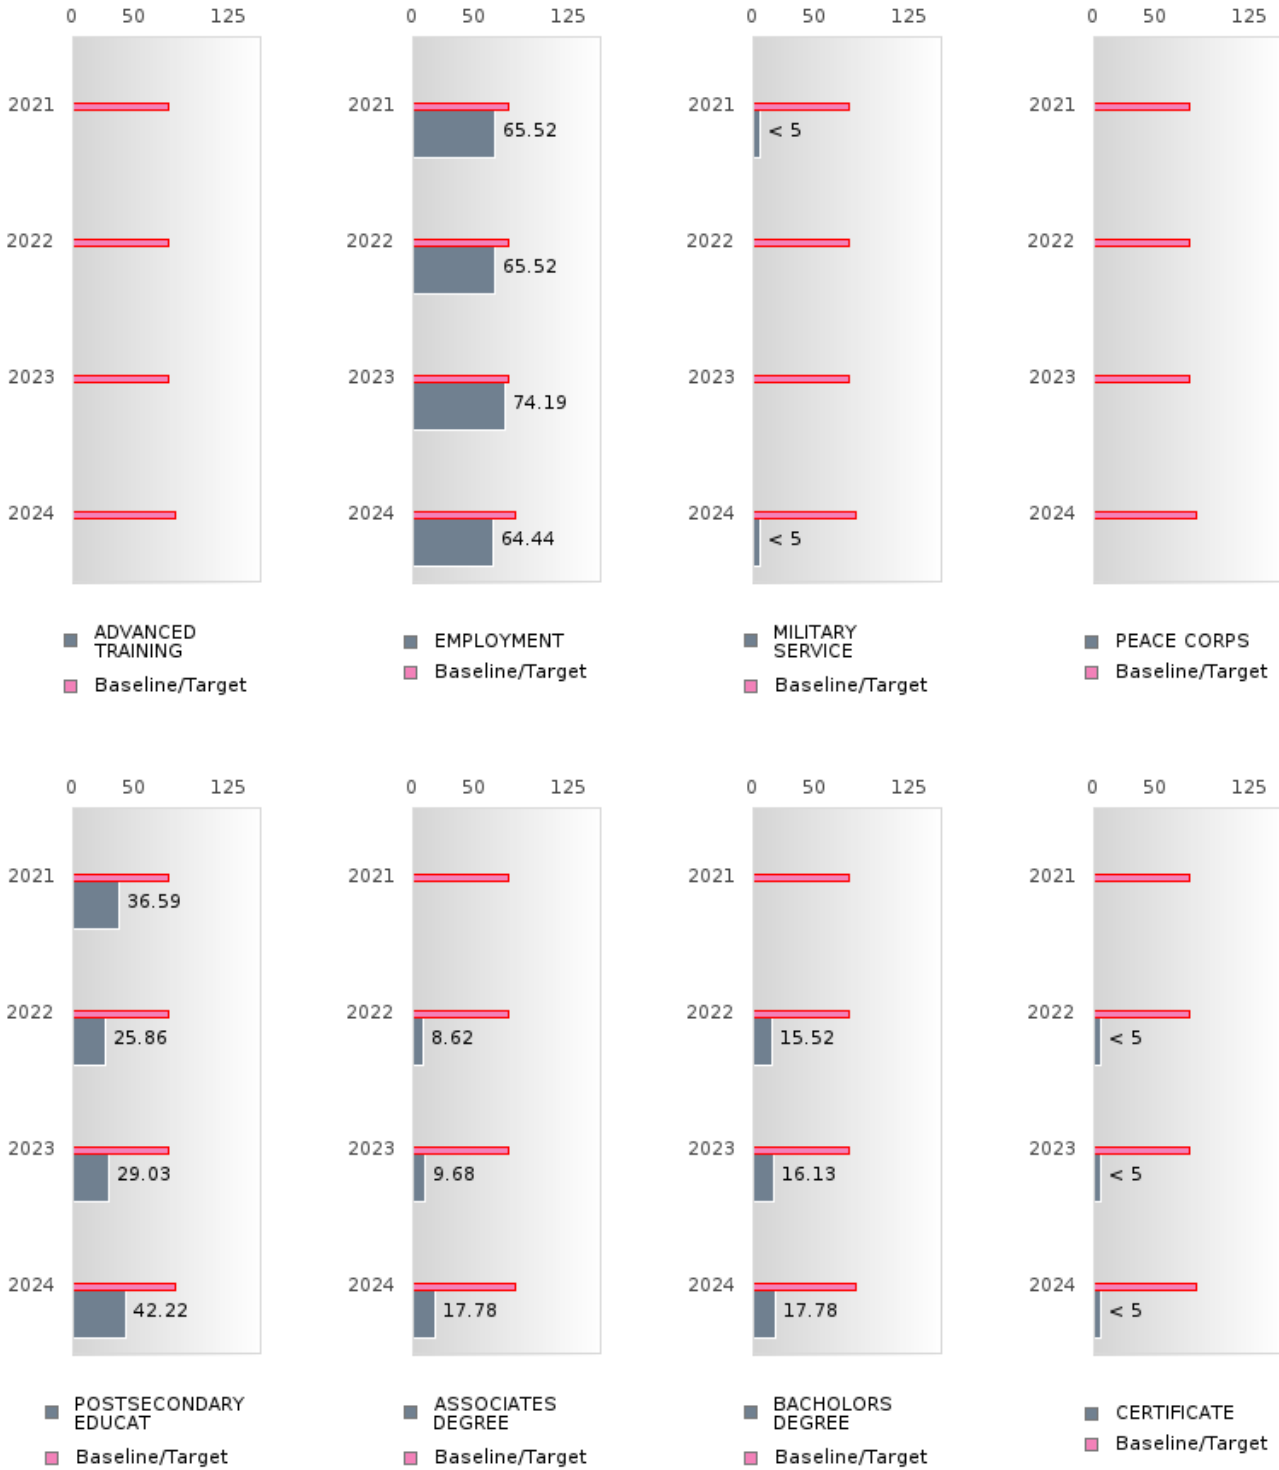 0 50 125
2021
2022
2023
2024
ADVANCED
TRAINING
Baseline/Target
0 50 125
2021
65.52
2022
65.52
2023
74.19
2024
64.44
EMPLOYMENT
Baseline/Target
0 50 125
2021
< 5
2022
2023
2024
< 5
MILITARY
SERVICE
Baseline/Target
0 50 125
2021
2022
2023
2024
PEACE CORPS
Baseline/Target
0 50 125
2021
36.59
2022
25.86
2023
29.03
2024
42.22
POSTSECONDARY
EDUCAT
Baseline/Target
0 50 125
2021
2022
8.62
2023
9.68
2024
17.78
ASSOCIATES
DEGREE
Baseline/Target
0 50 125
2021
2022
15.52
2023
16.13
2024
17.78
BACHOLORS
DEGREE
Baseline/Target
0 50 125
2021
2022
< 5
2023
< 5
2024
< 5
CERTIFICATE
Baseline/Target